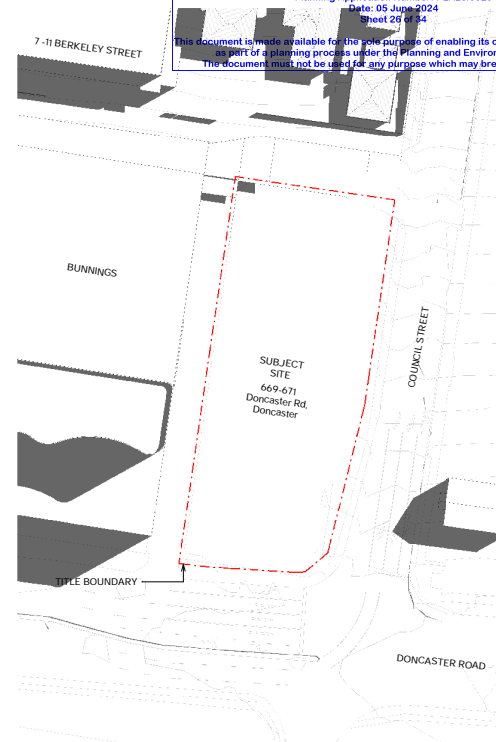 Date: 05 June 2024
Sheet 26 of 34
This document is made available for the sole purpose of enabling its
as part of a planning process under the Planning and
The document must not be used for any purpose which may
7 -11 BERKELEY STREET
BUNNINGS
SUBJECT
SITE
669-671
Doncaster Rd,
Doncaster
COUNCIL STREET
TITLE BOUNDARY
DONCASTER ROAD